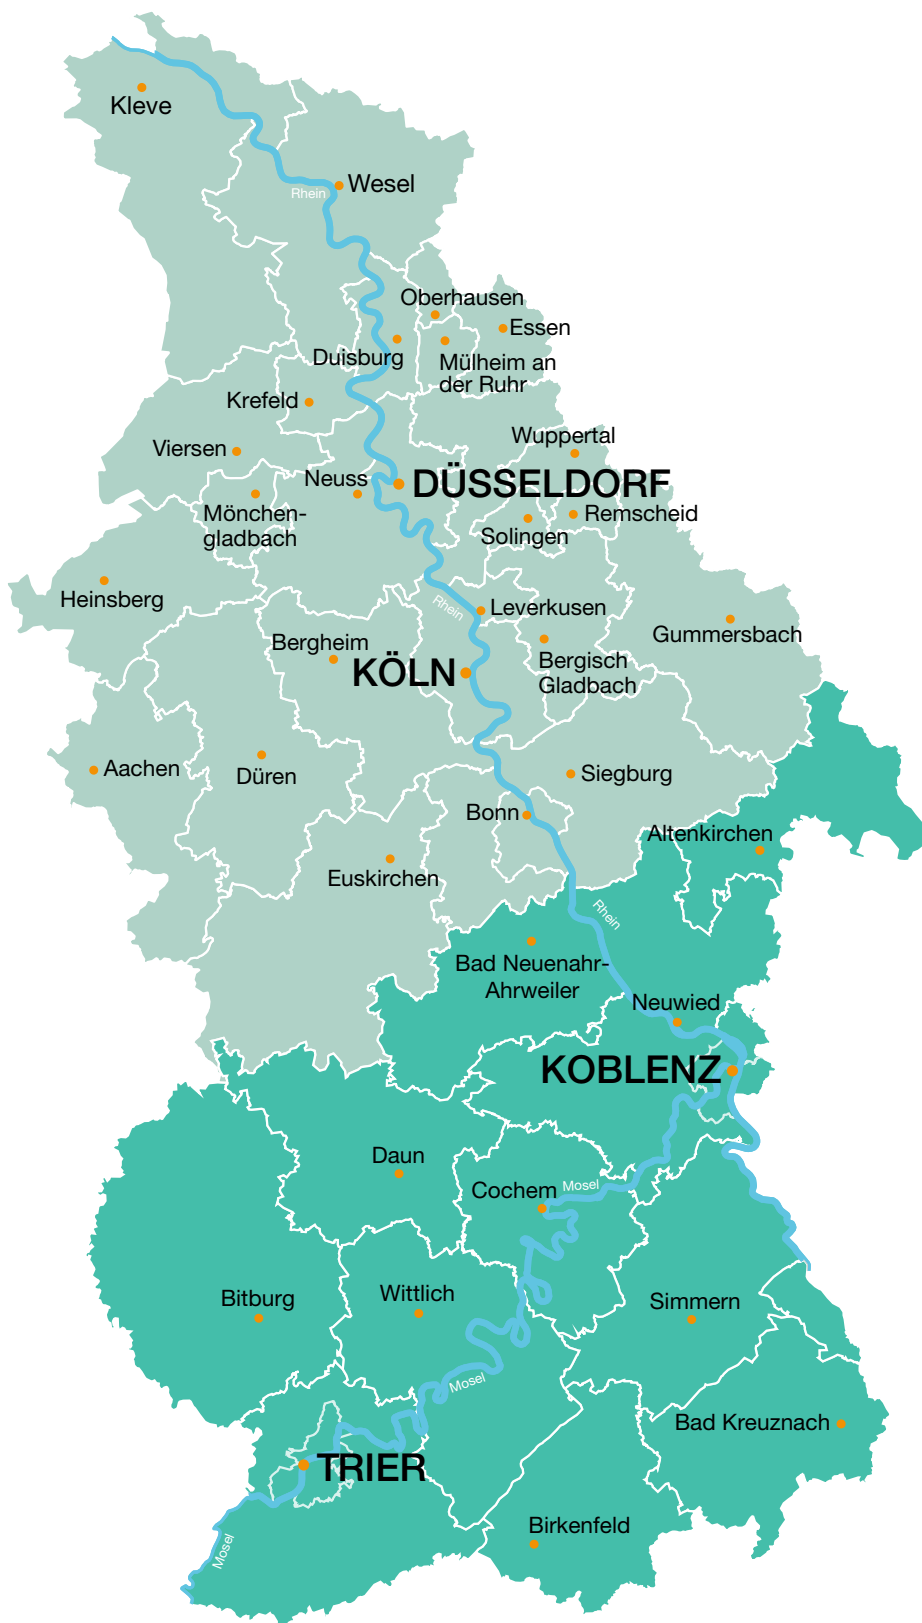 Kleve
Rhein
Wesel
Oberhausen
Essen
Duisburg
Mülheim an
der Ruhr
Krefeld
Wuppertal
Viersen
Neuss
DÜSSELDORF
Mönchen-
gladbach
Remscheid
Solingen
Heinsberg
Rhein
Leverkusen
Gummersbach
Bergheim
KÖLN
Bergisch
Gladbach
Aachen
Düren
Siegburg
Bonn
Altenkirchen
Euskirchen
Rhein
Bad Neuenahr-
Ahrweiler
Neuwied
KOBLENZ
Daun
Cochem
Mosel
Bitburg
Wittlich
Simmern
Mosel
Bad Kreuznach
TRIER
Birkenfeld
Mosel